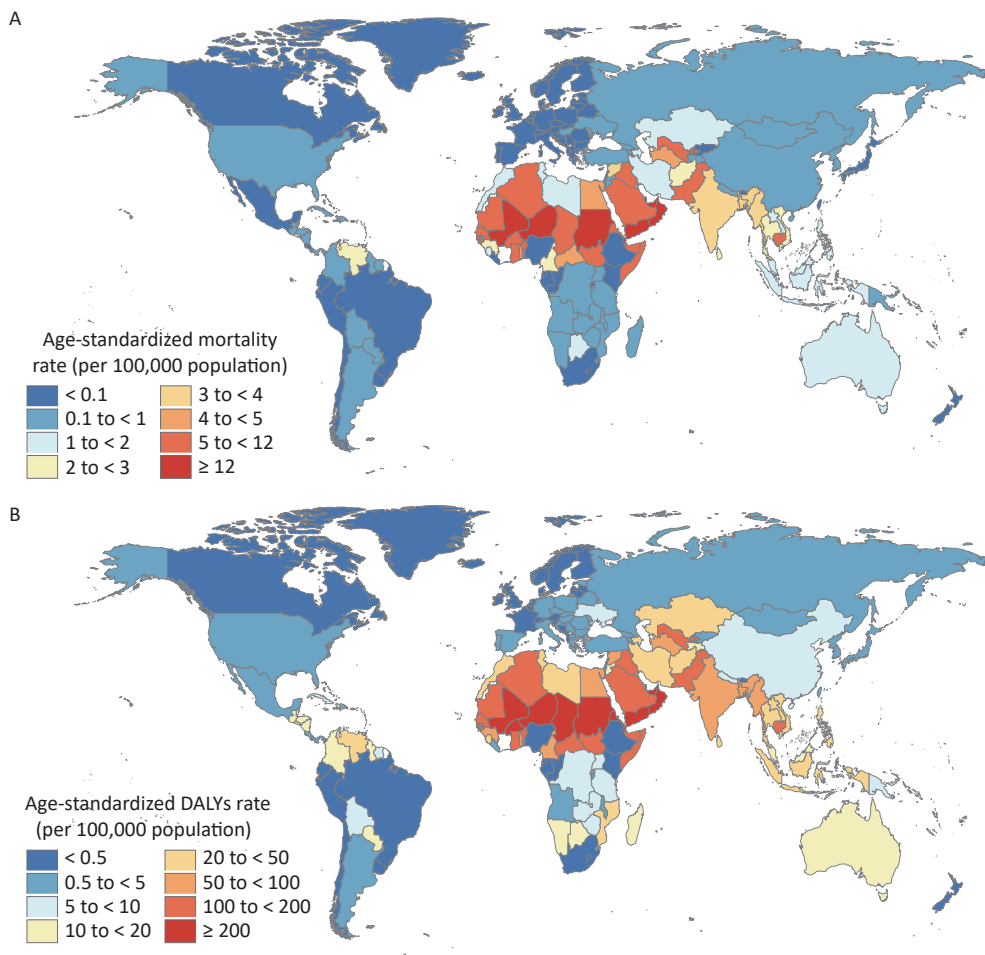 A
Age-standardized mortality
rate (per 100,000 population)
< 0.1
3 to < 4
0.1 to < 1
4 to < 5
1 to < 2
5 to < 12
2 to < 3
≥ 12
B
Age-standardized DALYs rate
(per 100,000 population)
< 0.5
20 to < 50
0.5 to < 5
50 to < 100
5 to < 10
100 to < 200
10 to < 20
≥ 200